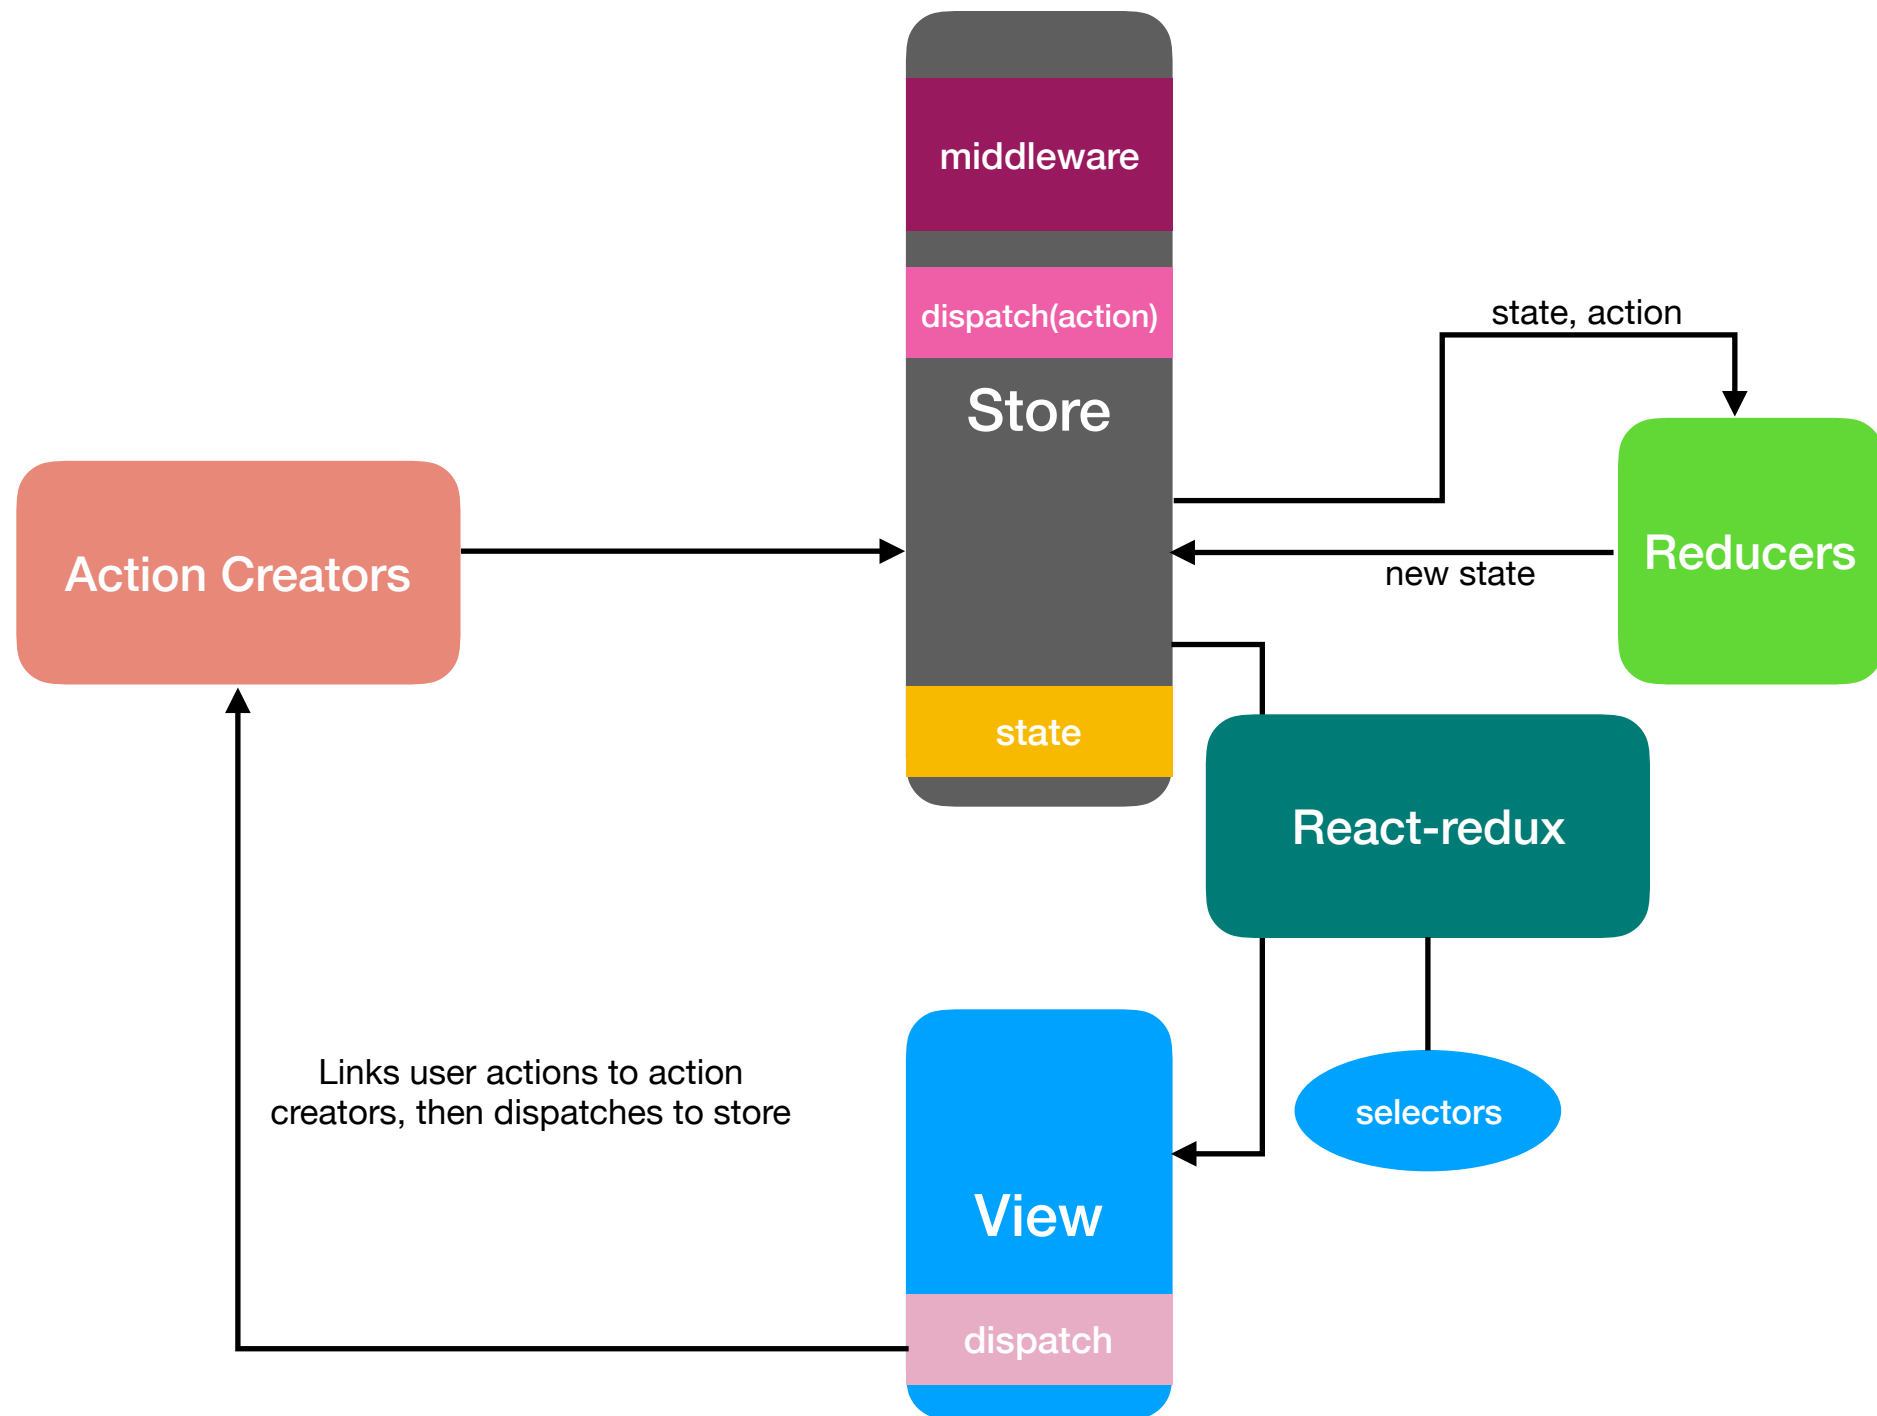 middleware
dispatch(action)
state, action
Store
Action Creators
Reducers
new state
state
React-redux
Links user actions to action
creators, then dispatches to store
selectors
View
dispatch